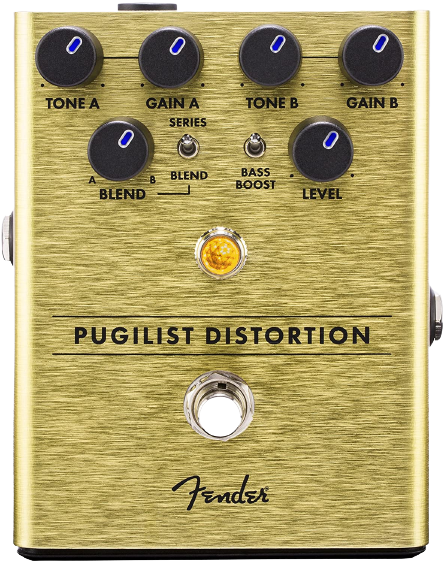 TONE A GAIN A TONE B GAIN B
SERIES
A B BLEND BASS
BLEND BOOST LEVEL
PUGILIST DISTORTION
Fender®